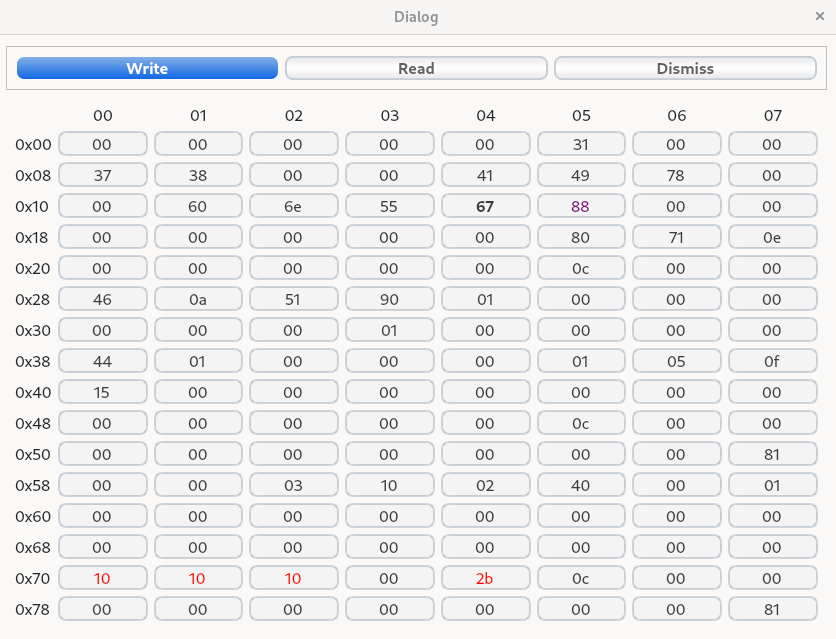 Dialog ×
Write Read Dismiss
00 01 02 03 04 05 06 07
0x00 00 00 00 00 00 31 00 00
0x08 37 38 00 00 41 49 78 00
0x10 00 60 6e 55 67 88 00 00
0x18 00 00 00 00 00 80 71 0e
0x20 00 00 00 00 00 0c 00 00
0x28 46 0a 51 90 01 00 00 00
0x30 00 00 00 01 00 00 00 00
0x38 44 01 00 00 00 01 05 0f
0x40 15 00 00 00 00 00 00 00
0x48 00 00 00 00 00 0c 00 00
0x50 00 00 00 00 00 00 00 81
0x58 00 00 03 10 02 40 00 01
0x60 00 00 00 00 00 00 00 00
0x68 00 00 00 00 00 00 00 00
0x70 10 10 10 00 2b 0c 00 00
0x78 00 00 00 00 00 00 00 81